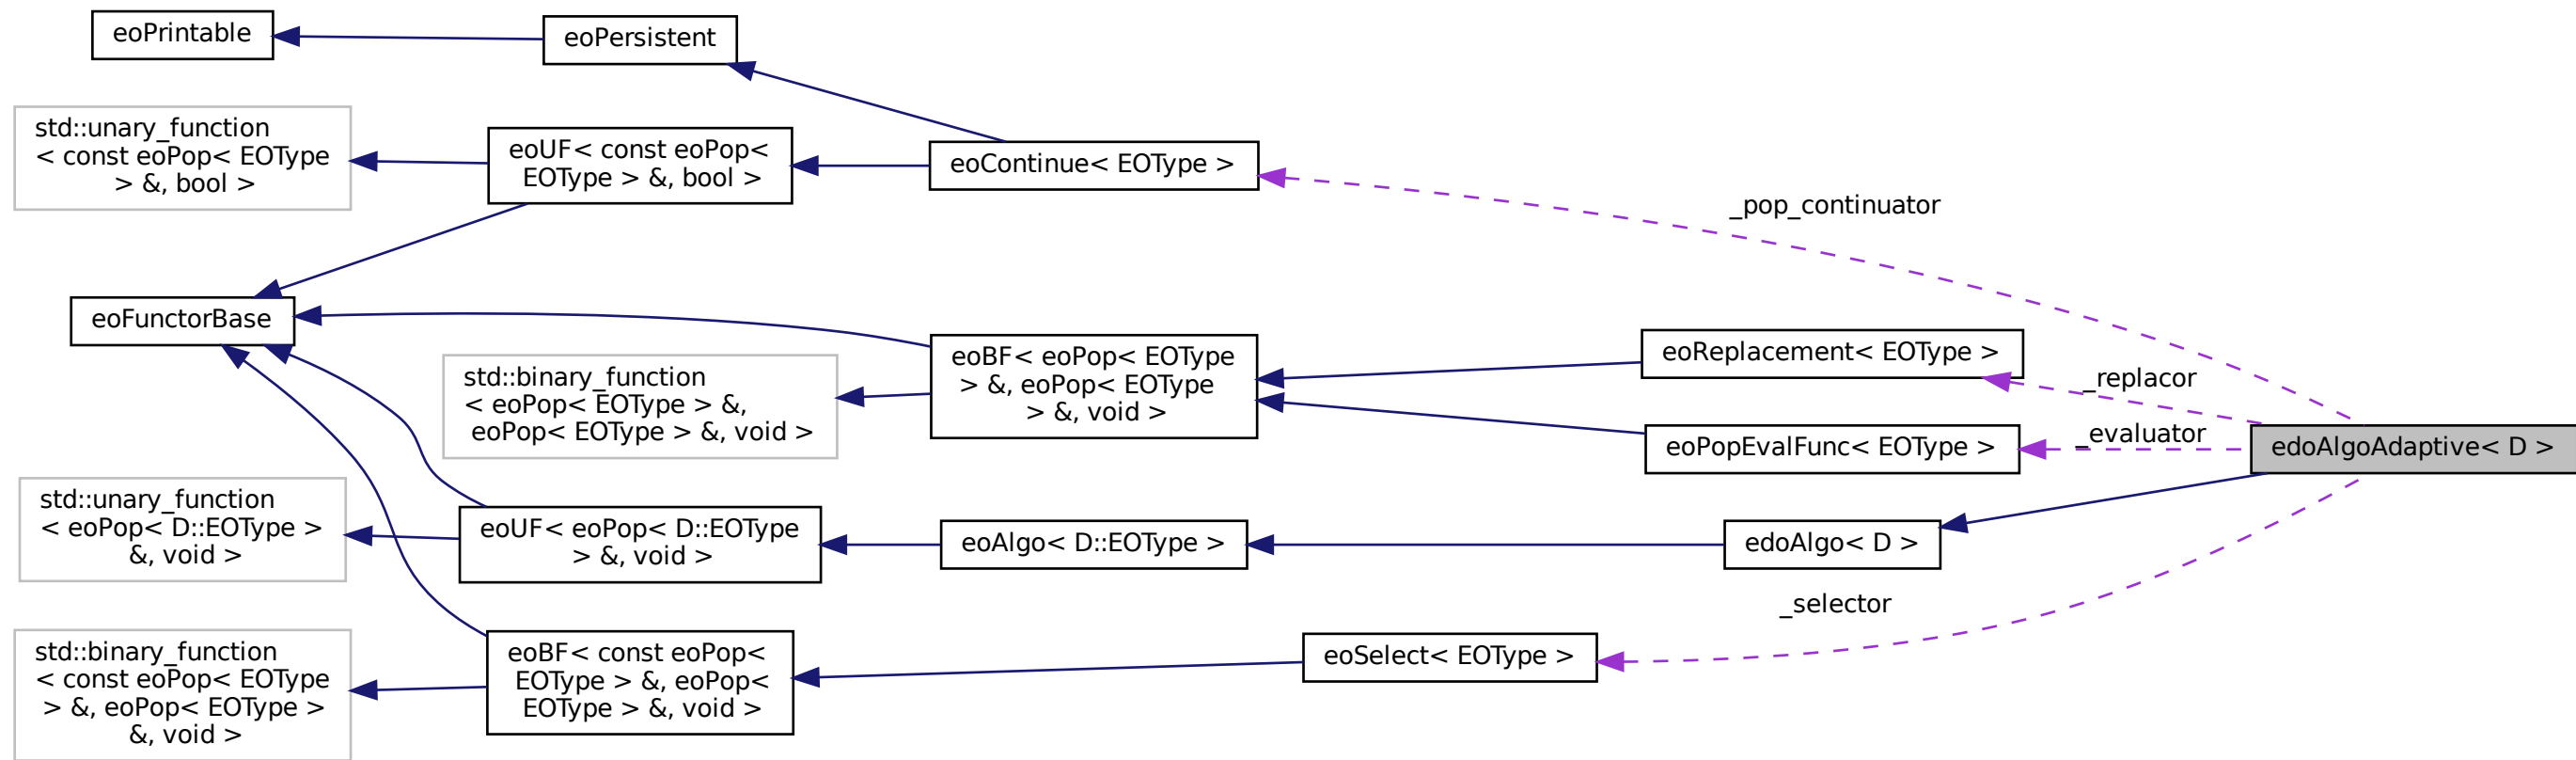 eoPrintable
eoPersistent
std::unary_function
< const eoPop< EOType
> &, bool >
eoUF< const eoPop<
EOType > &, bool >
eoContinue< EOType >
_pop_continuator
eoFunctorBase
std::binary_function
< eoPop< EOType > &,
eoPop< EOType > &, void >
eoBF< eoPop< EOType
> &, eoPop< EOType
> &, void >
eoReplacement< EOType >
_replacor
eoPopEvalFunc< EOType >
_evaluator
edoAlgoAdaptive< D >
std::unary_function
< eoPop< D::EOType >
&, void >
eoUF< eoPop< D::EOType
> &, void >
eoAlgo< D::EOType >
edoAlgo< D >
_selector
std::binary_function
< const eoPop< EOType
> &, eoPop< EOType >
&, void >
eoBF< const eoPop<
EOType > &, eoPop<
EOType > &, void >
eoSelect< EOType >